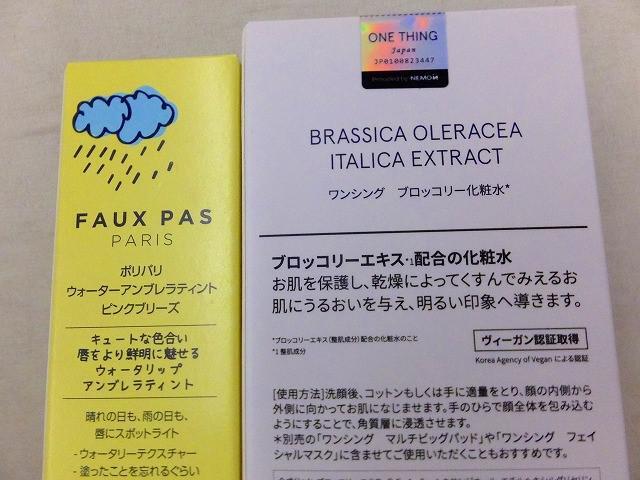 FAUX PAS
PARIS
ポリパリ
ウォーターアンブレラティント
ピンクブリーズ
キュートな色合い
唇をより鮮明に魅せる
ウォータリップ
アンブレラティント
晴れの日も、雨の日も、
唇にスポットライト
- ウォータリーテクスチャー
- 塗ったことを忘れるぐらい
ONE THING
Japan
JP0100823447
Provided by NEMO
BRASSICA OLERACEA
ITALICA EXTRACT
ワンシング ブロッコリー化粧水*
ブロッコリーエキス*1配合の化粧水
お肌を保護し、乾燥によってくすんでみえるお
肌にうるおいを与え、明るい印象へ導きます。
*ブロッコリーエキス(整肌成分)配合の化粧水のこと
*1 整肌成分
ヴィーガン認証取得
Korea Agency of Vegan による認証
[使用方法]洗顔後、コットンもしくは手に適量をとり、顔の内側から
外側に向かってお肌になじませます。手のひらで顔全体を包み込む
ようにすることで、角質層に浸透させます。
*別売の「ワンシング マルチビッグパッド」や「ワンシング フェイ
シャルマスク」に含ませてご使用いただくこともおすすめです。